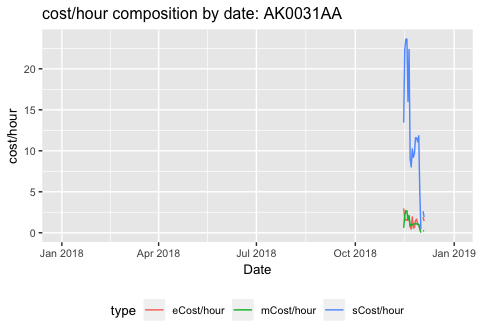 cost/hour composition by date: AK0031AA
cost/hour
20
15
10
5
0
Jan 2018 Apr 2018 Jul 2018 Oct 2018 Jan 2019
Date
type eCost/hour mCost/hour sCost/hour